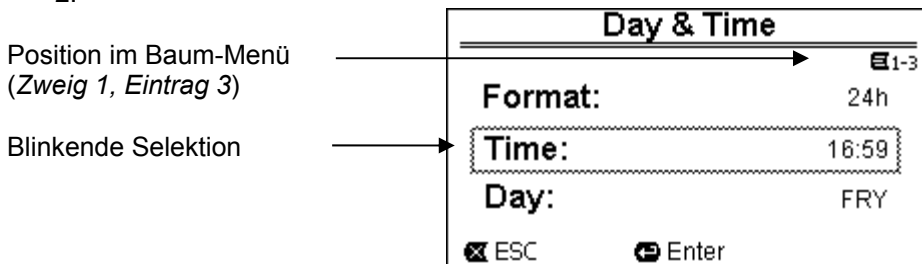 Day & Time
Position im Baum-Menü
(Zweig 1, Eintrag 3)
1-3
Format: 24h
Blinkende Selektion
Time: 16:59
Day: FRY
ESC Enter